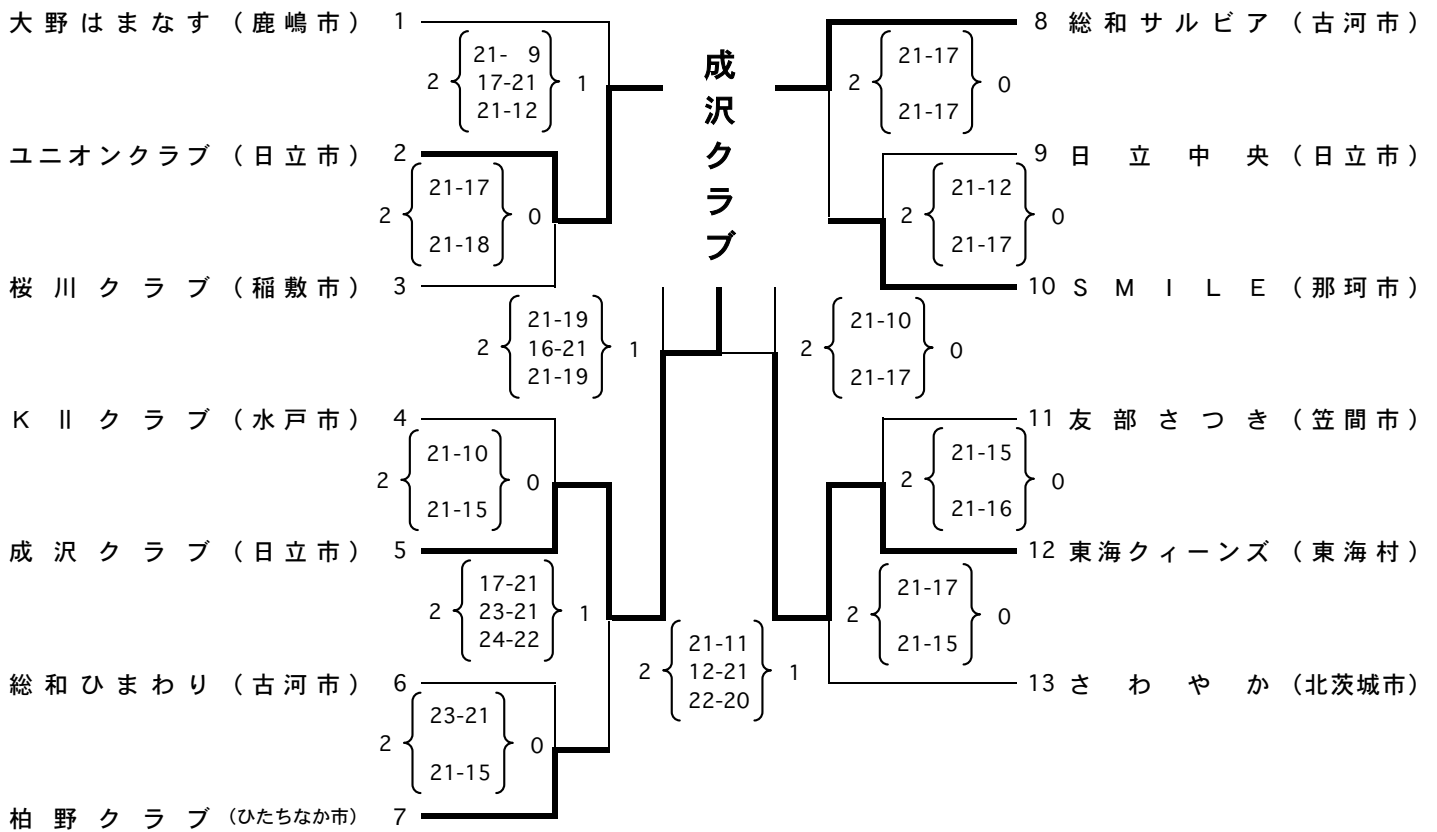 大野はまなす（鹿嶋市） 1
2 21- 9 1
17-21
21-12
ユニオンクラブ（日立市） 2
2 21-17 0
21-18
桜川クラブ（稲敷市） 3
2 21-19 1
16-21
21-19
KⅡクラブ（水戸市） 4
2 21-10 0
21-15
成沢クラブ（日立市） 5
2 17-21 1
23-21
24-22
総和ひまわり（古河市） 6
2 23-21 0
21-15
柏野クラブ（ひたちなか市） 7
成沢クラブ
2 21-11 1
12-21
22-20
8 総和サルビア（古河市）
2 21-17 0
21-17
9 日立中央（日立市）
2 21-12 0
21-17
10 SMILE（那珂市）
2 21-10 0
21-17
11 友部さつき（笠間市）
2 21-15 0
21-16
12 東海クィーンズ（東海村）
2 21-17 0
21-15
13 さわやか（北茨城市）